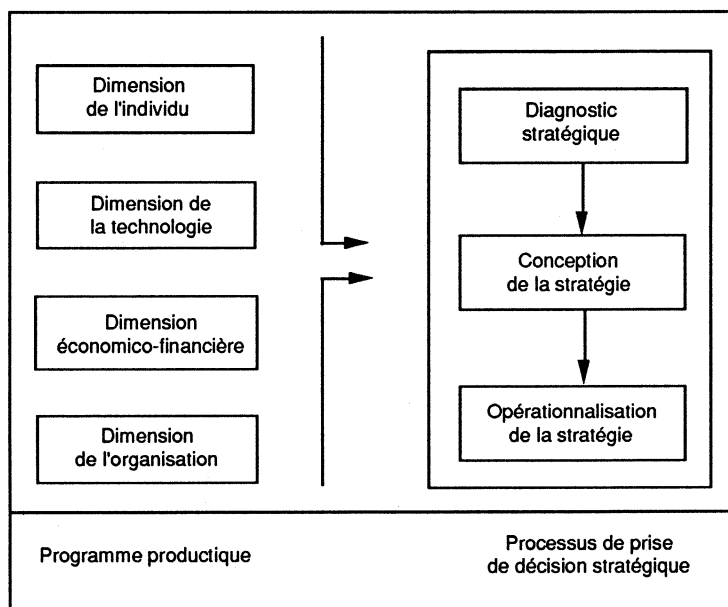 Dimension
de l'individu
Dimension de
la technologie
Dimension
économico-financière
Dimension
de l'organisation
Diagnostic
stratégique
Conception
de la stratégie
Opérationnalisation
de la stratégie
Programme productique
Processus de prise
de décision stratégique